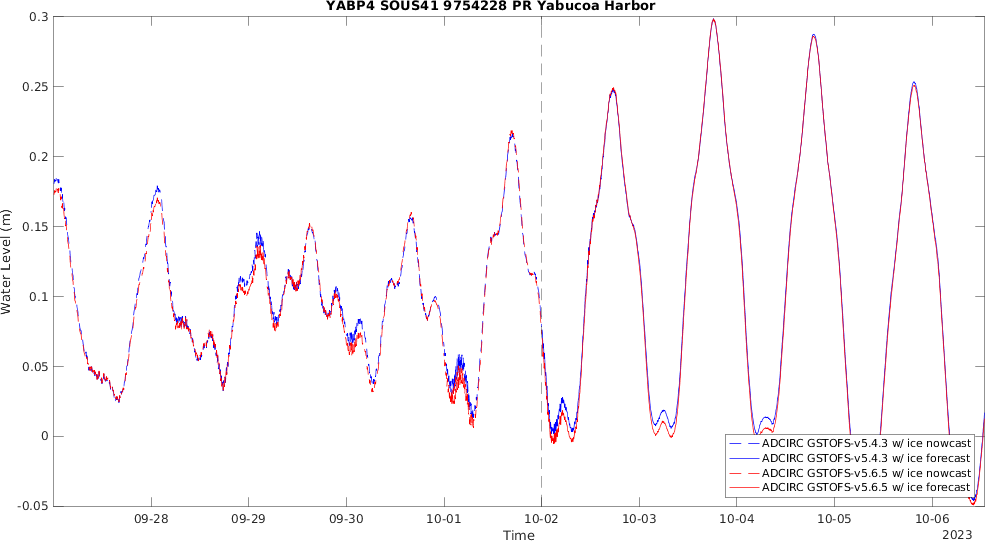 YABP4 SOUS41 9754228 PR Yabucoa Harbor
0.3
0.25
0.2
0.15
0.1
0.05
0
-0.05
Water Level (m)
09-28 09-29 09-30 10-01 10-02 10-03 10-04 10-05 10-06
Time
2023
ADCIRC GSTOFS-v5.4.3 w/ ice nowcast
ADCIRC GSTOFS-v5.4.3 w/ ice forecast
ADCIRC GSTOFS-v5.6.5 w/ ice nowcast
ADCIRC GSTOFS-v5.6.5 w/ ice forecast